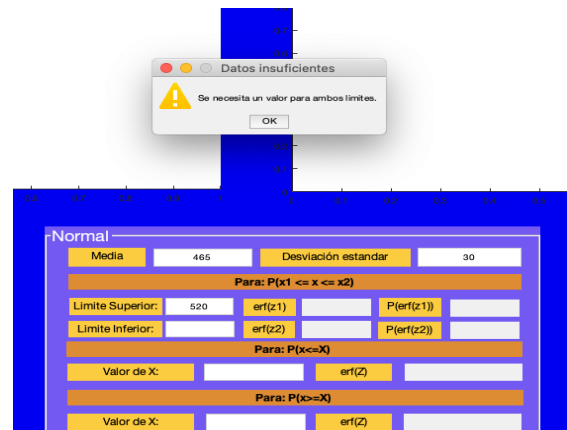 Datos insuficientes
Se necesita un valor para ambos limites.
OK
Normal
Media 465 Desviación estandar 30
Para: P(x1 <= x <= x2)
Limite Superior: 520 erf(z1) P(erf(z1))
Limite Inferior: erf(z2) P(erf(z2))
Para: P(x<=X)
Valor de X: erf(Z)
Para: P(x>=X)
Valor de X: erf(Z)